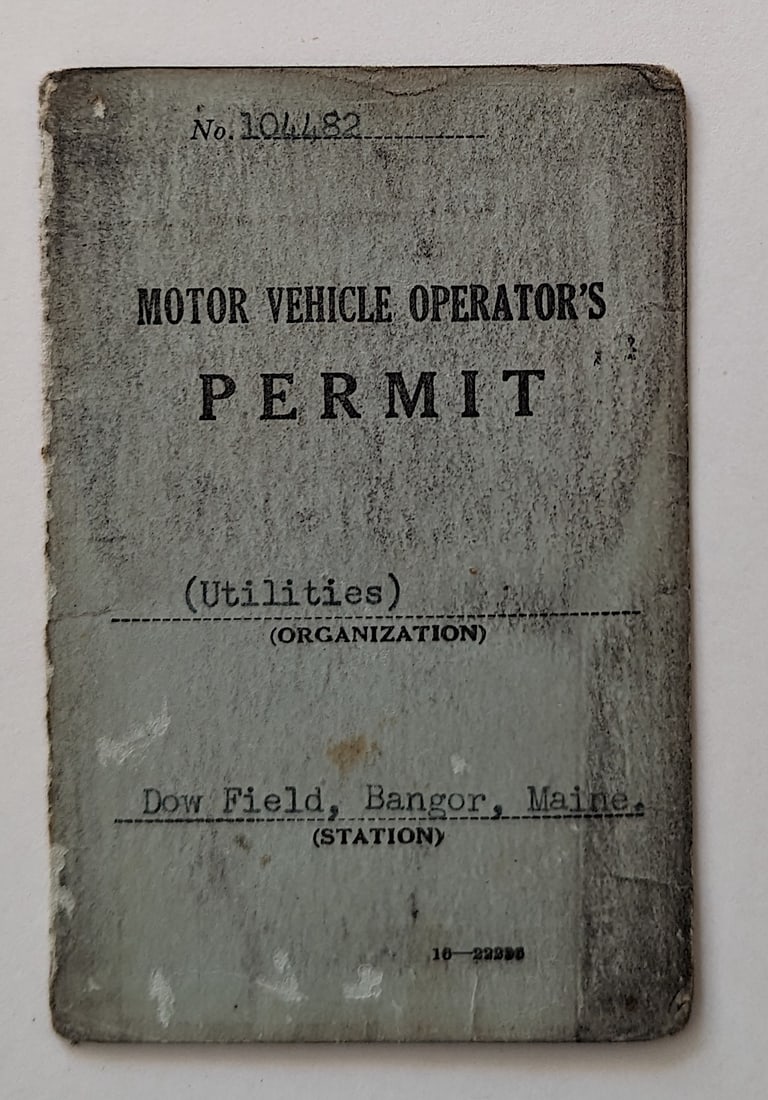 No. 104482
MOTOR VEHICLE OPERATOR'S
PERMIT
(Utilities)
(ORGANIZATION)
Dow Field, Bangor, Maine.
(STATION)